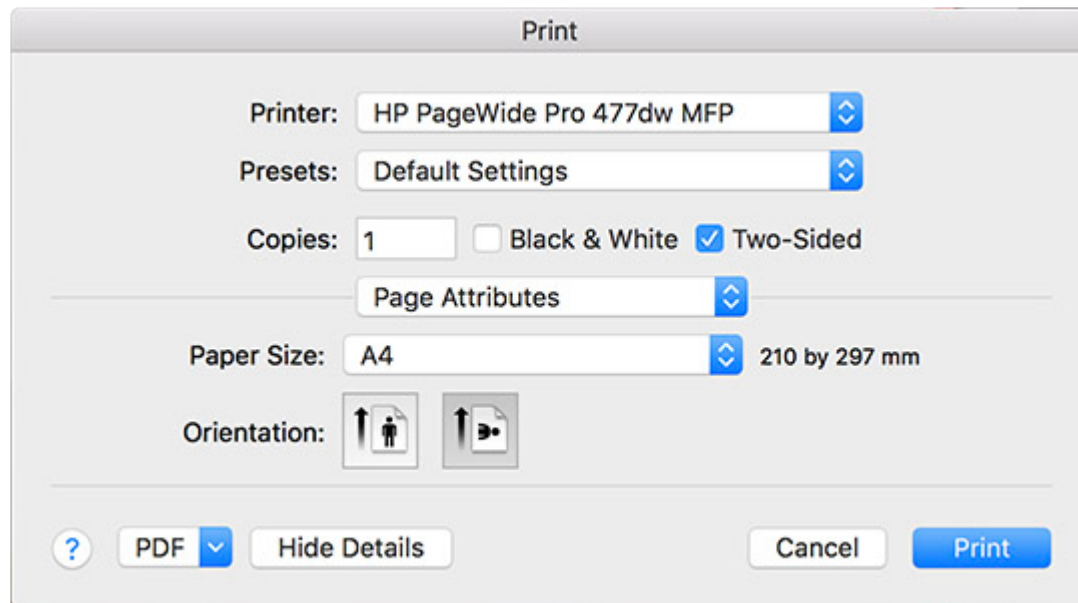 Print
Printer: HP PageWide Pro 477dw MFP
Presets: Default Settings
Copies: 1 Black & White Two-Sided
Page Attributes
Paper Size: A4 210 by 297 mm
Orientation:
? PDF Hide Details Cancel Print